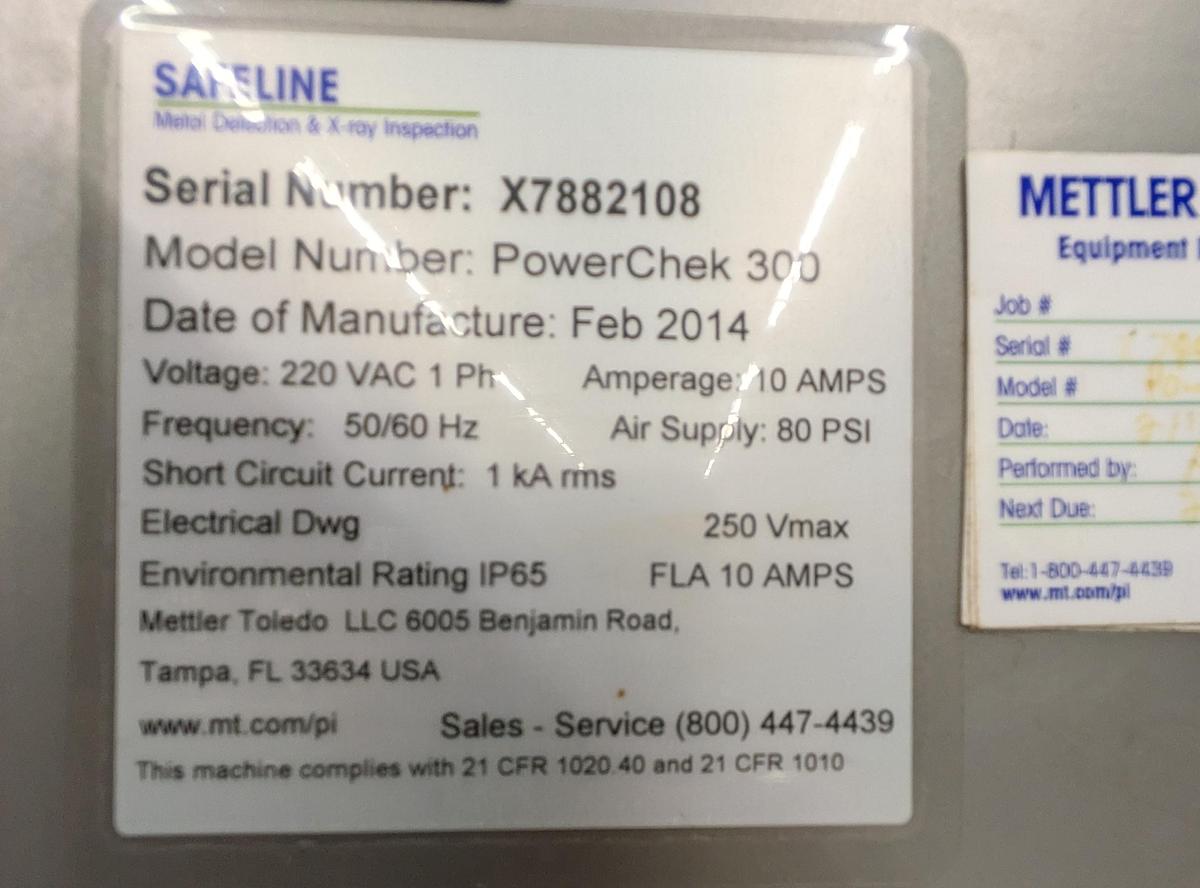 SAFELINE
Metal Detection & X-ray Inspection
Serial Number: X7882108
Model Number: PowerChek 300
Date of Manufacture: Feb 2014
Voltage: 220 VAC 1 Ph Amperage: 10 AMPS
Frequency: 50/60 Hz Air Supply: 80 PSI
Short Circuit Current: 1 kA rms
Electrical Dwg 250 Vmax
Environmental Rating IP65 FLA 10 AMPS
Mettler Toledo LLC 6005 Benjamin Road,
Tampa, FL 33634 USA
www.mt.com/pi Sales - Service (800) 447-4439
This machine complies with 21 CFR 1020.40 and 21 CFR 1010
METTLER
Equipment
Job #
Serial #
Model #
Date:
Performed by:
Next Due:
Tel:1-800-447-4439
www.mt.com/pi